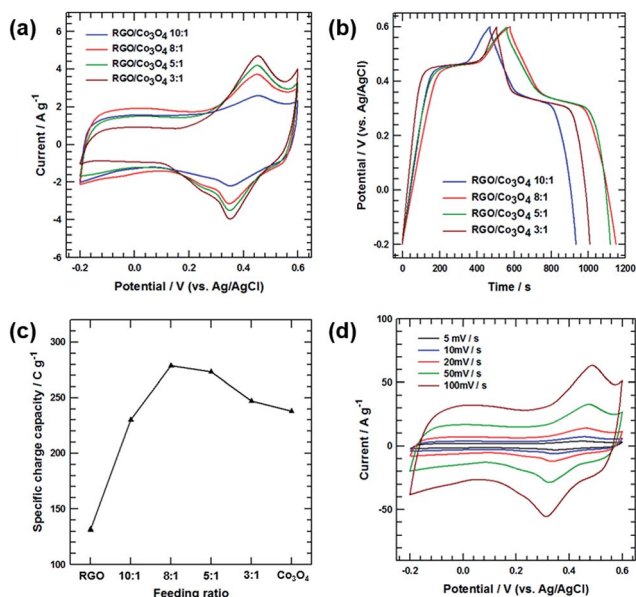 (a)
RGO/Co3O4 10:1
RGO/Co3O4 8:1
RGO/Co3O4 5:1
RGO/Co3O4 3:1
6
4
2
0
-2
-4
-6
Current / A g-1
-0.2 0.0 0.2 0.4 0.6
Potential / V (vs. Ag/AgCl)
(b)
0.6
0.4
0.2
0.0
-0.2
Potential / V (vs. Ag/AgCl)
RGO/Co3O4 10:1
RGO/Co3O4 8:1
RGO/Co3O4 5:1
RGO/Co3O4 3:1
0 200 400 600 800 1000 1200
Time / s
(c)
300
250
200
150
100
Specific charge capacity / C g-1
RGO 10:1 8:1 5:1 3:1 Co3O4
Feeding ratio
(d)
5 mV / s
10mV / s
20mV / s
50mV / s
100mV / s
100
50
0
-50
Current / A g-1
-0.2 0.0 0.2 0.4 0.6
Potential / V (vs. Ag/AgCl)